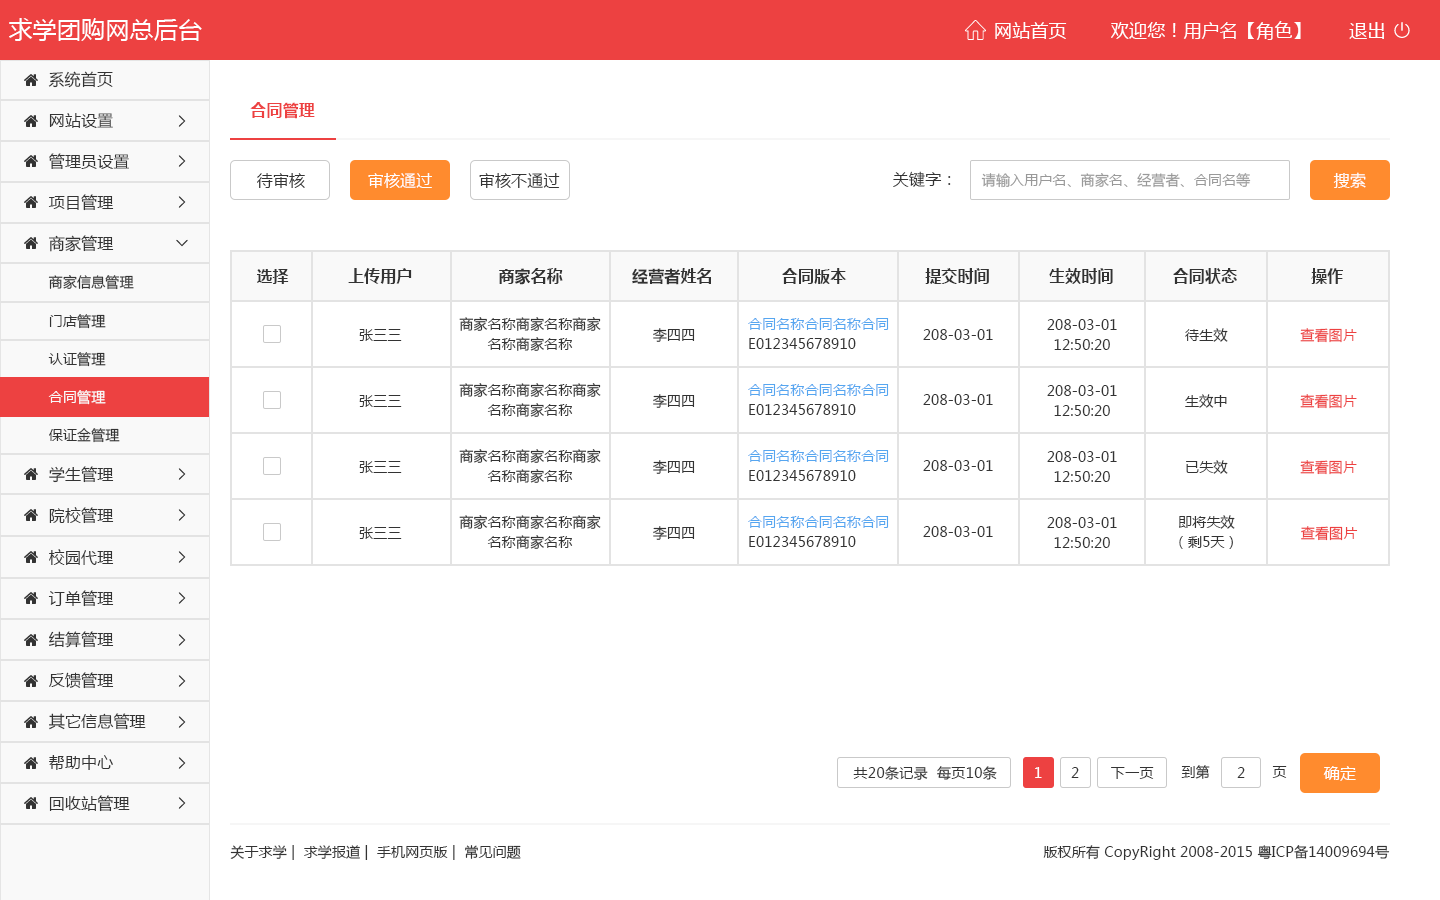 求学团购网总后台
网站首页
欢迎您！用户名【角色】
退出
系统首页
网站设置
管理员设置
项目管理
商家管理
商家信息管理
门店管理
认证管理
合同管理
保证金管理
学生管理
院校管理
校园代理
订单管理
结算管理
反馈管理
其它信息管理
帮助中心
回收站管理
合同管理
待审核
审核通过
审核不通过
关键字：
请输入用户名、商家名、经营者、合同名等
搜索
选择 上传用户 商家名称 经营者姓名 合同版本 提交时间 生效时间 合同状态 操作
张三三
商家名称商家名称商家
名称商家名称
李四四
合同名称合同名称合同
E012345678910
208-03-01
208-03-01
12:50:20
待生效
查看图片
张三三
商家名称商家名称商家
名称商家名称
李四四
合同名称合同名称合同
E012345678910
208-03-01
208-03-01
12:50:20
生效中
查看图片
张三三
商家名称商家名称商家
名称商家名称
李四四
合同名称合同名称合同
E012345678910
208-03-01
208-03-01
12:50:20
已失效
查看图片
张三三
商家名称商家名称商家
名称商家名称
李四四
合同名称合同名称合同
E012345678910
208-03-01
208-03-01
12:50:20
即将失效
（剩5天）
查看图片
共20条记录 每页10条
1
2
下一页
到第 2 页
确定
关于求学 | 求学报道 | 手机网页版 | 常见问题
版权所有 CopyRight 2008-2015 粤ICP备14009694号